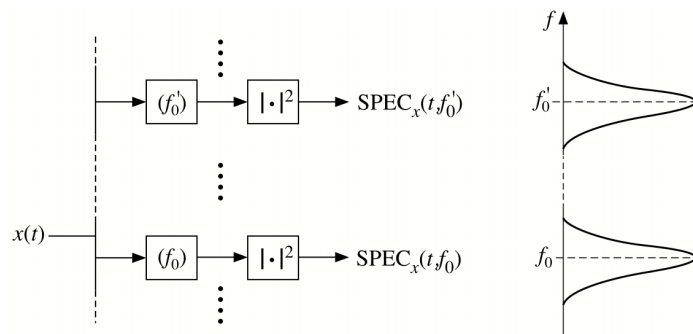 f
(f₀′) |·|² SPECₓ(t,f₀′) f₀′
x(t)
(f₀) |·|² SPECₓ(t,f₀) f₀